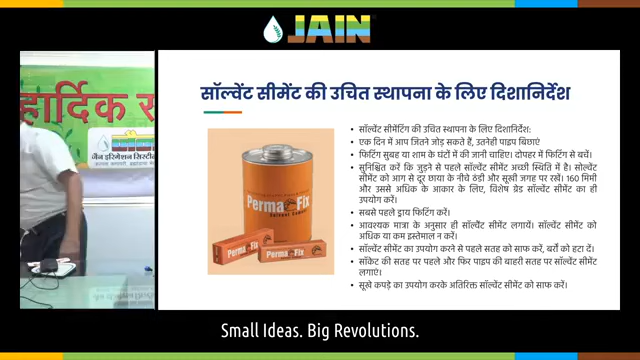 JAIN
हार्दिक
जैन इरिगेशन सिस्टी
सॉल्वेंट सीमेंट की उचित स्थापना के लिए दिशानिर्देश
Perma Fix
Solvent Cement
Perma Fix
Perma Fix
• सॉल्वेंट सीमेंटिंग की उचित स्थापना के लिए दिशानिर्देश:
• एक दिन में आप जितने जोड़ सकते हैं, उतनेही पाइप बिछाएं
• फिटिंग सुबह या शाम के घंटों में की जानी चाहिए। दोपहर में फिटिंग से बचें।
• सुनिश्चित करें कि जुड़ने से पहले सॉल्वेंट सीमेंट अच्छी स्थिति में है। सोल्वेंट
सीमेंट को आग से दूर छाया के नीचे ठंडी और सूखी जगह पर रखें। 160 मिमी
और उससे अधिक के आकार के लिए, विशेष ग्रेड सॉल्वेंट सीमेंट का ही
उपयोग करें।
• सबसे पहले ड्राय फिटिंग करें।
• आवश्यक मात्रा के अनुसार ही सॉल्वेंट सीमेंट लगायें। सॉल्वेंट सीमेंट को
अधिक या कम इस्तेमाल न करें।
• सॉल्वेंट सीमेंट का उपयोग करने से पहले सतह को साफ करें, बर्रों को हटा दें।
• सॉकेट की सतह पर पहले और फिर पाइप की बाहरी सतह पर सॉल्वेंट सीमेंट
लगाएं।
• सूखे कपड़े का उपयोग करके अतिरिक्त सॉल्वेंट सीमेंट को साफ करें।
Small Ideas. Big Revolutions.